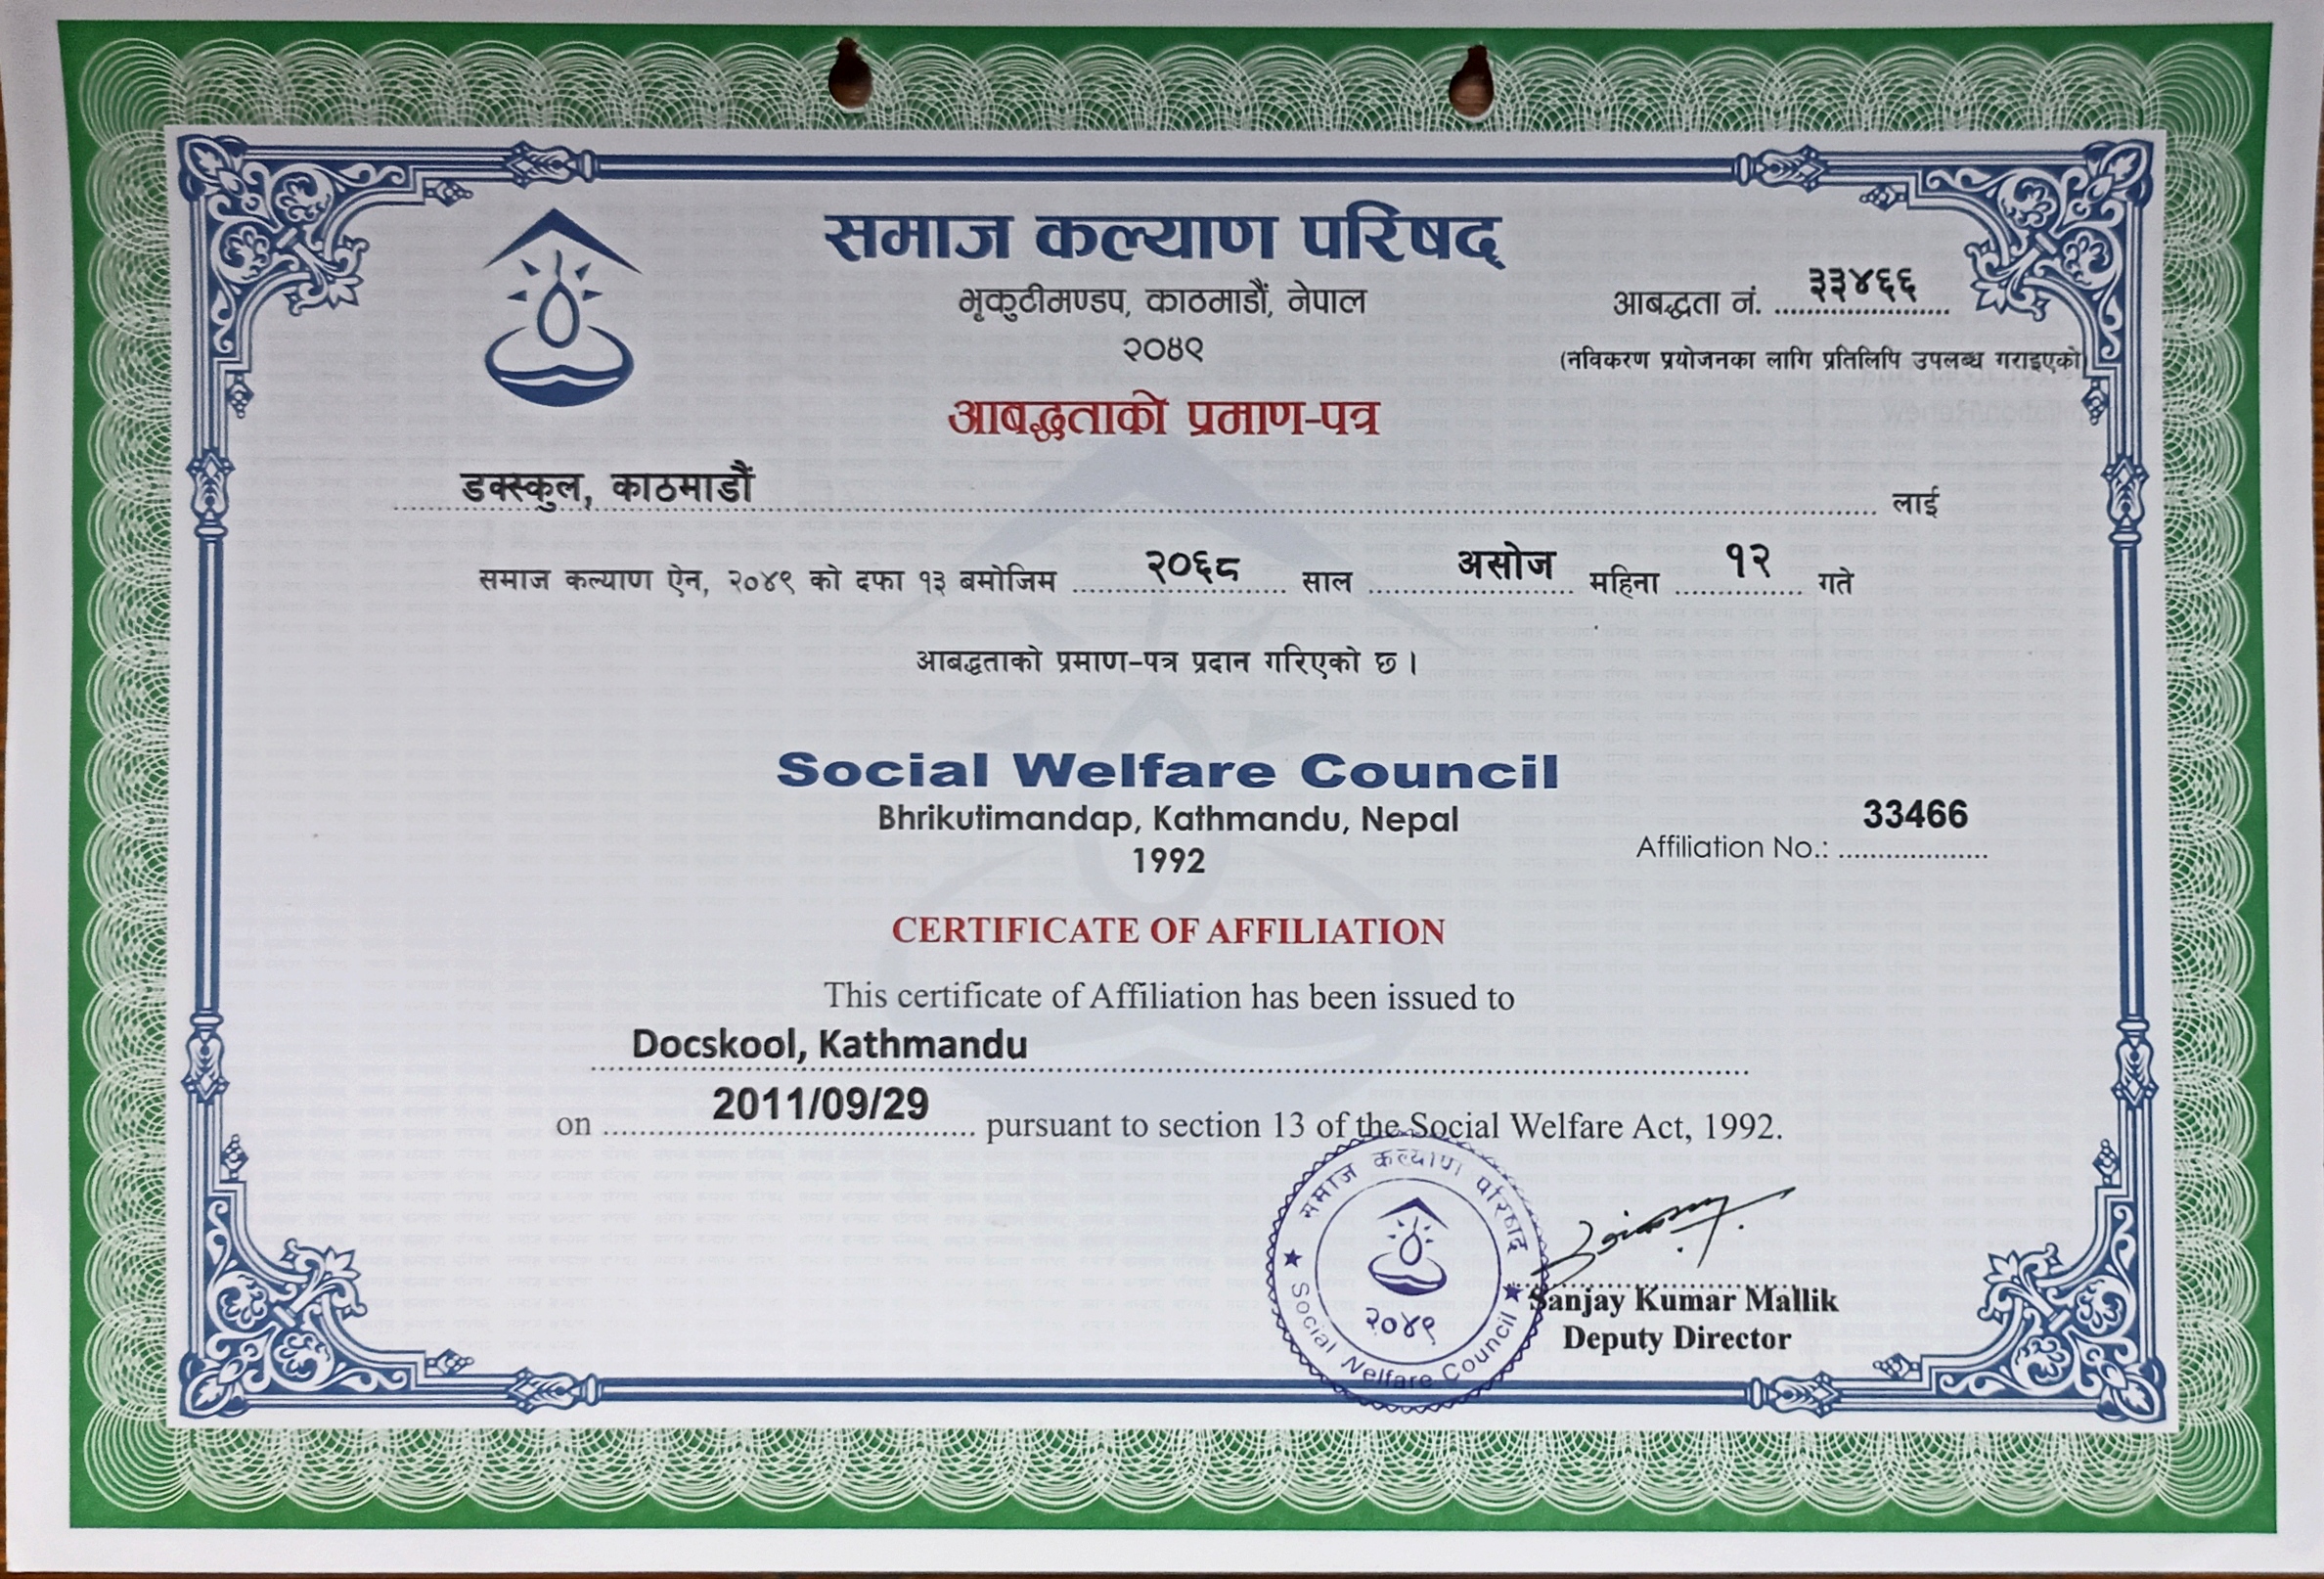 समाज कल्याण परिषद्
भृकुटीमण्डप, काठमाडौं, नेपाल
२०४९
आबद्धता नं. ३३४६६
(नविकरण प्रयोजनका लागि प्रतिलिपि उपलब्ध गराइएको)
आबद्धताको प्रमाण-पत्र
डक्स्कुल, काठमाडौं लाई
समाज कल्याण ऐन, २०४९ को दफा १३ बमोजिम २०६८ साल असोज महिना १२ गते
आबद्धताको प्रमाण-पत्र प्रदान गरिएको छ ।
Social Welfare Council
Bhrikutimandap, Kathmandu, Nepal
1992
Affiliation No.: 33466
CERTIFICATE OF AFFILIATION
This certificate of Affiliation has been issued to
Docskool, Kathmandu
on 2011/09/29 pursuant to section 13 of the Social Welfare Act, 1992.
समाज कल्याण परिषद
२०४९
Social Welfare Council
Sanjay Kumar Mallik
Deputy Director